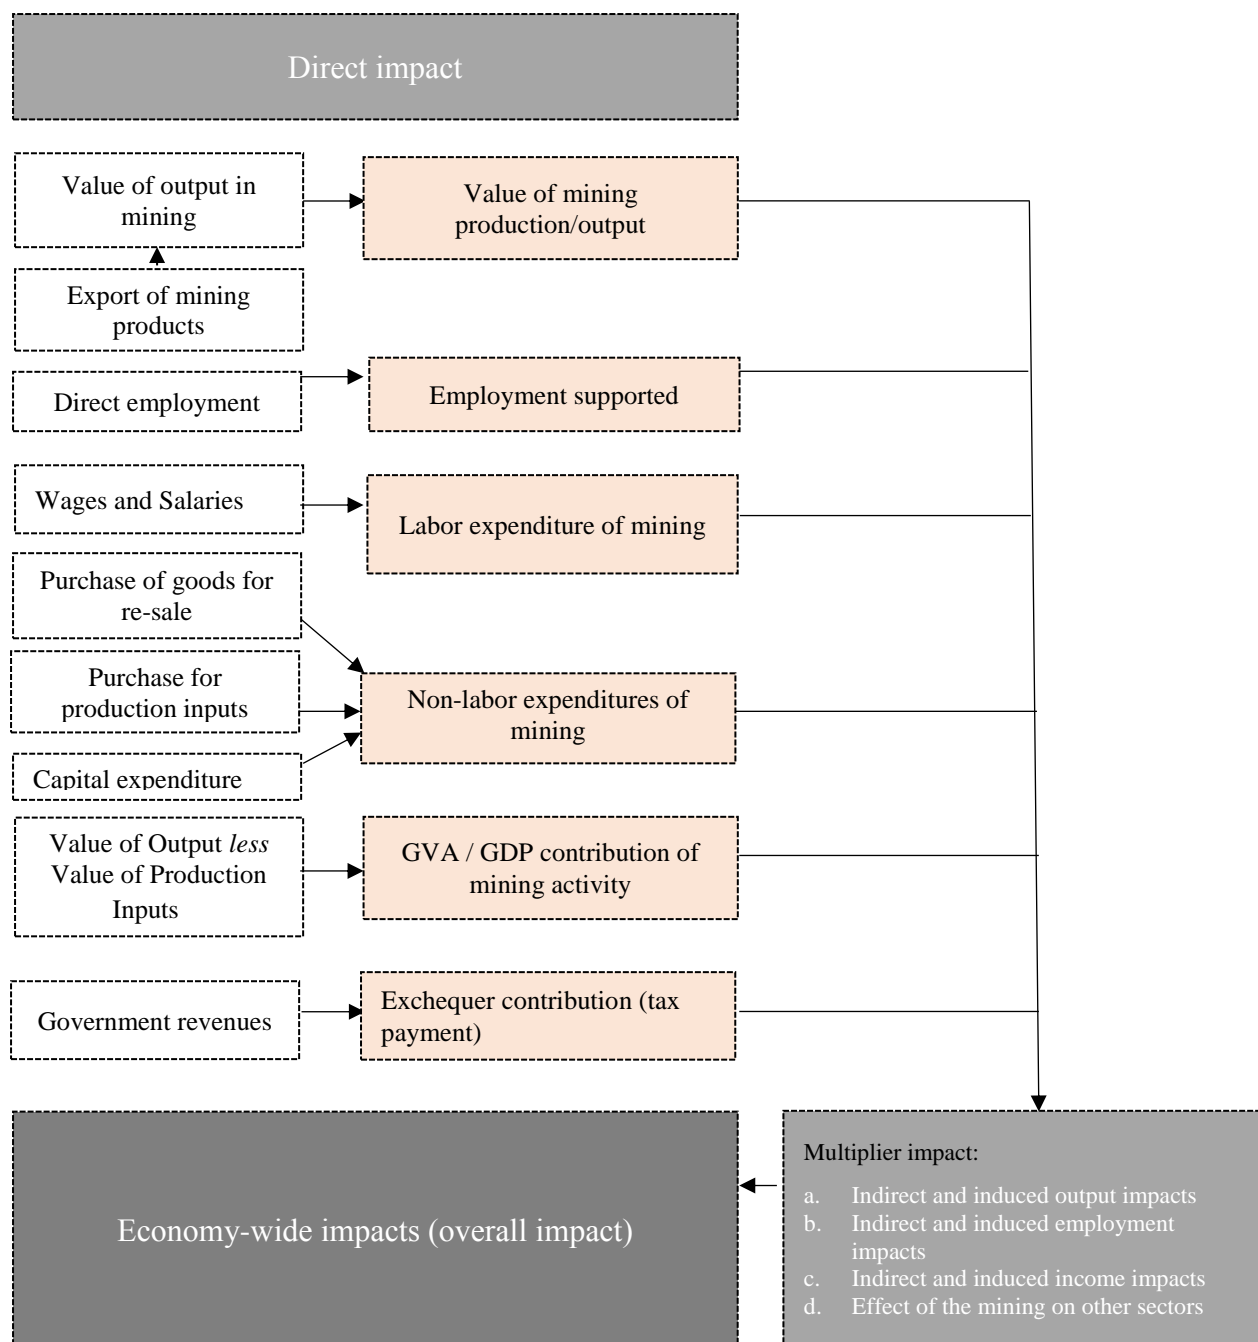 Direct impact
Value of output in
mining
Value of mining
production/output
Export of mining
products
Direct employment
Employment supported
Wages and Salaries
Labor expenditure of mining
Purchase of goods for
re-sale
Purchase for
production inputs
Non-labor expenditures of
mining
Capital expenditure
Value of Output less
Value of Production
Inputs
GVA / GDP contribution of
mining activity
Government revenues
Exchequer contribution (tax
payment)
Economy-wide impacts (overall impact)
Multiplier impact:
a. Indirect and induced output impacts
b. Indirect and induced employment
impacts
c. Indirect and induced income impacts
d. Effect of the mining on other sectors